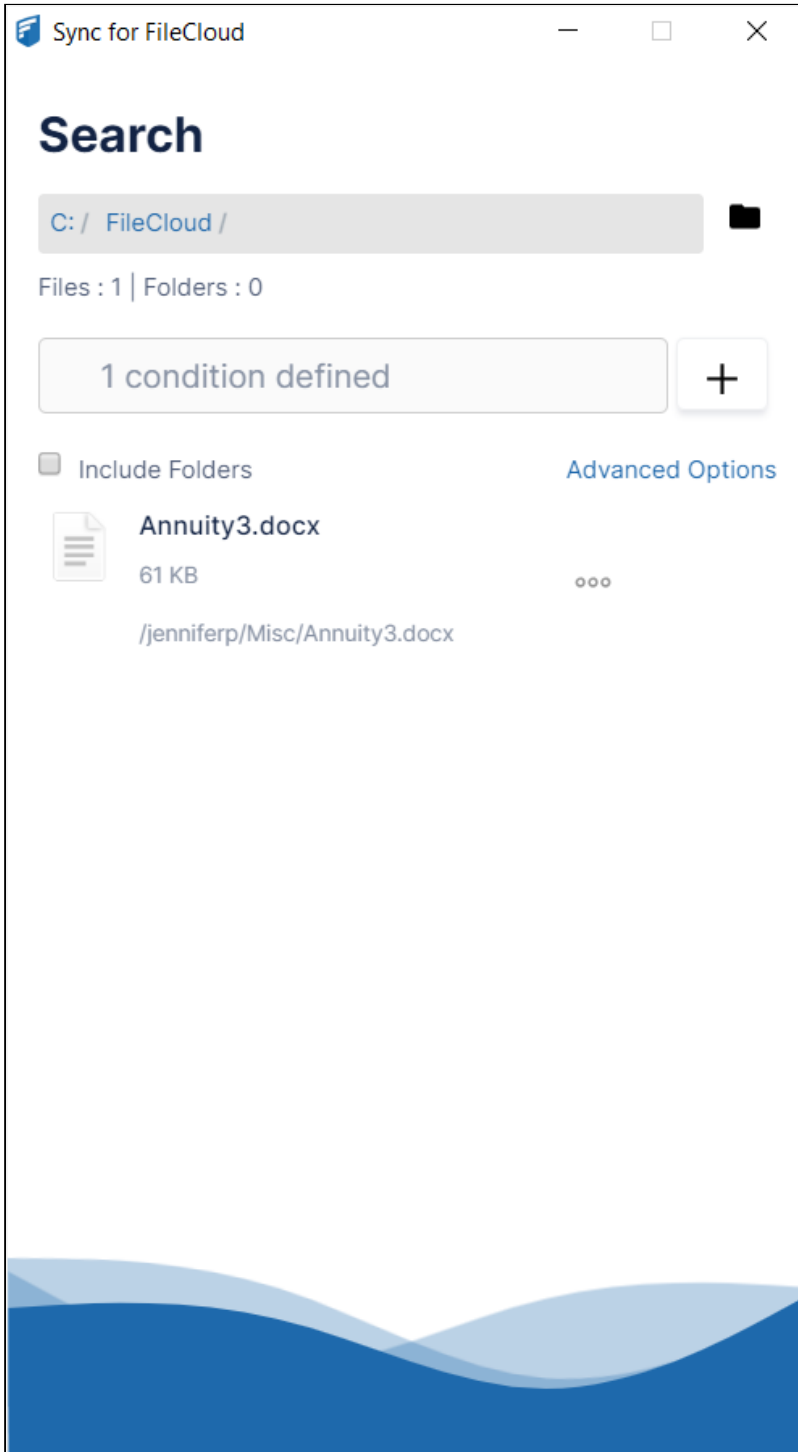 Sync for FileCloud
Search
C: / FileCloud /
Files : 1 | Folders : 0
1 condition defined
Include Folders Advanced Options
Annuity3.docx
61 KB
/jenniferp/Misc/Annuity3.docx